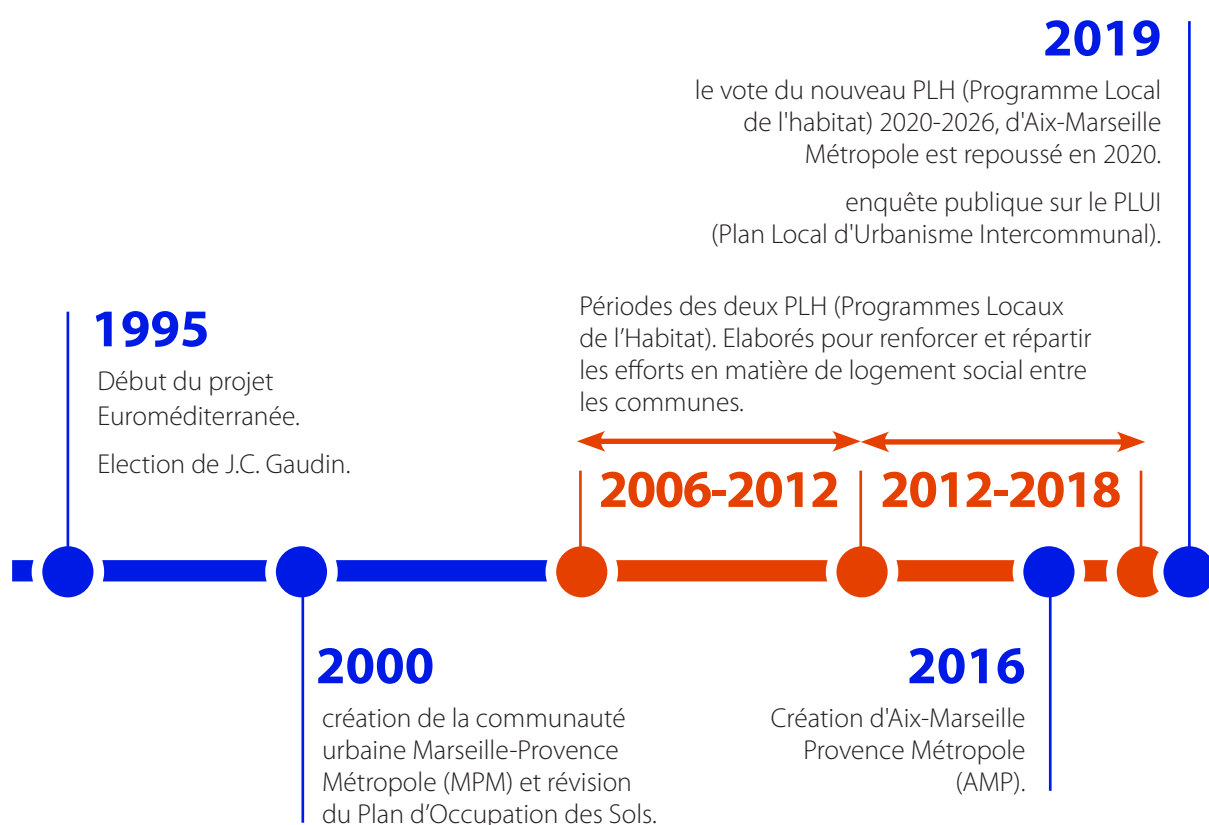 2019
le vote du nouveau PLH (Programme Local
de l'habitat) 2020-2026, d'Aix-Marseille
Métropole est repoussé en 2020.
enquête publique sur le PLUI
(Plan Local d'Urbanisme Intercommunal).
1995
Début du projet
Euroméditerranée.
Election de J.C. Gaudin.
Périodes des deux PLH (Programmes Locaux
de l’Habitat). Elaborés pour renforcer et répartir
les efforts en matière de logement social entre
les communes.
2006-2012
2012-2018
2000
création de la communauté
urbaine Marseille-Provence
Métropole (MPM) et révision
du Plan d’Occupation des Sols.
2016
Création d'Aix-Marseille
Provence Métropole
(AMP).